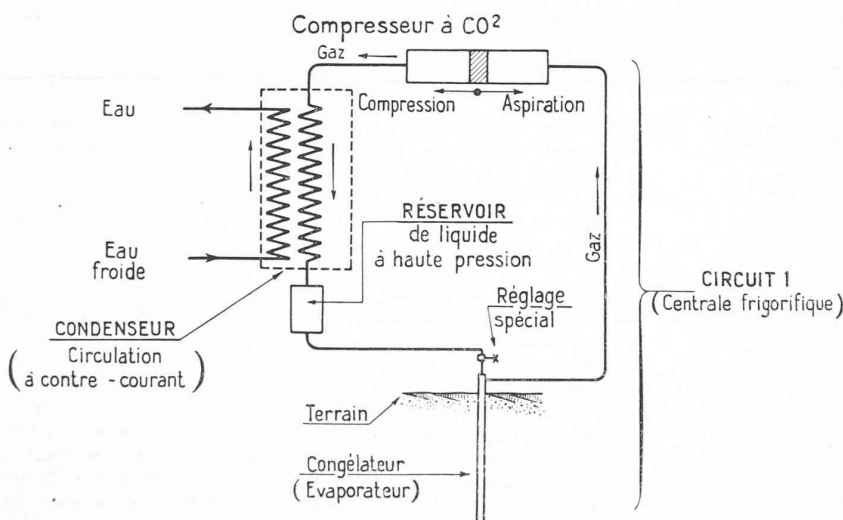 Compresseur à CO²
Gaz
Compression
Aspiration
Eau
Eau
froide
RÉSERVOIR
de liquide
à haute pression
Gaz
Réglage
spécial
CIRCUIT 1
(Centrale frigorifique)
CONDENSEUR
(Circulation
à contre-courant)
Terrain
Congélateur
(Evaporateur)